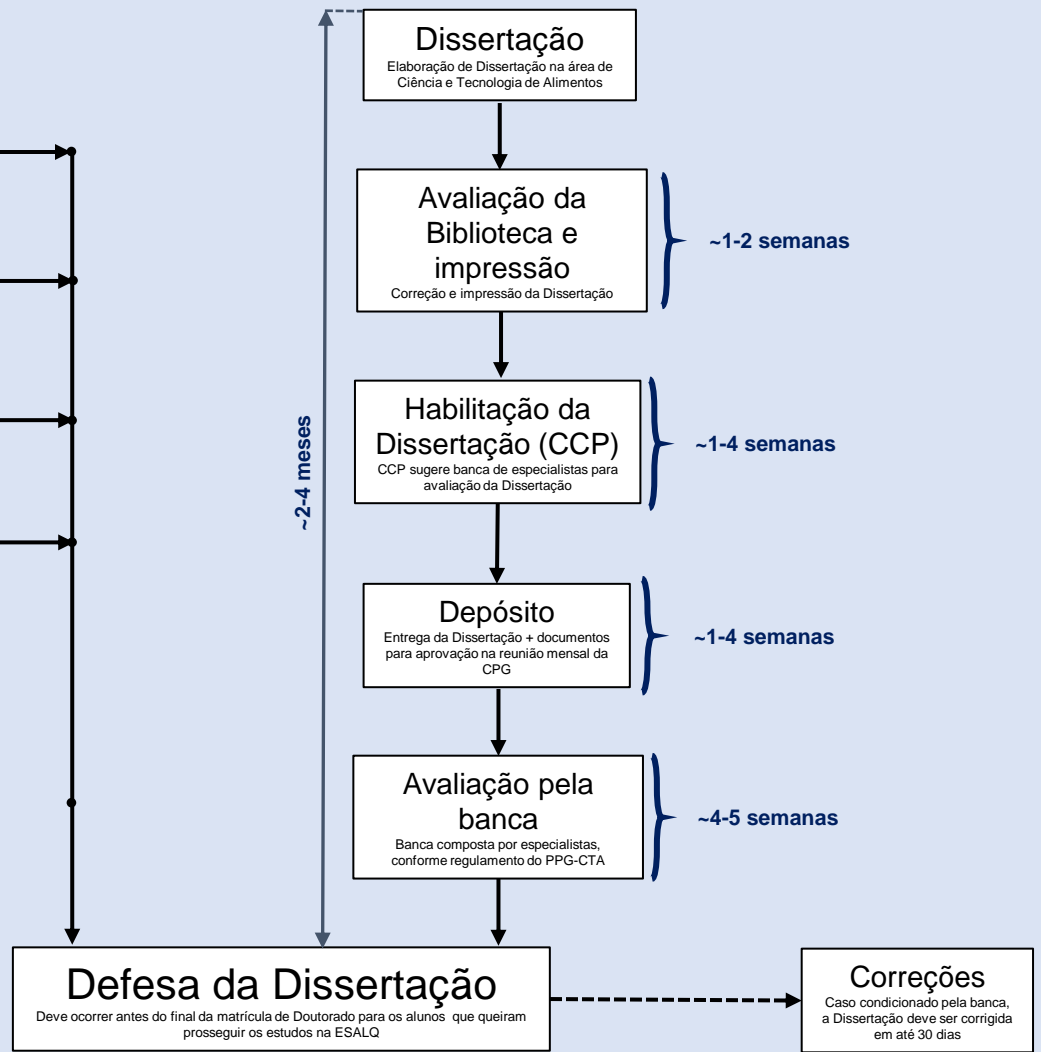 Dissertação
Elaboração de Dissertação na área de
Ciência e Tecnologia de Alimentos
Avaliação da
Biblioteca e
impressão
Correção e impressão da Dissertação
~1-2 semanas
Habilitação da
Dissertação (CCP)
CCP sugere banca de especialistas para
avaliação da Dissertação
~1-4 semanas
~2-4 meses
Depósito
Entrega da Dissertação + documentos
para aprovação na reunião mensal da
CPG
~1-4 semanas
Avaliação pela
banca
Banca composta por especialistas,
conforme regulamento do PPG-CTA
~4-5 semanas
Defesa da Dissertação
Deve ocorrer antes do final da matrícula de Doutorado para os alunos que queiram
prosseguir os estudos na ESALQ
Correções
Caso condicionado pela banca,
a Dissertação deve ser corrigida
em até 30 dias